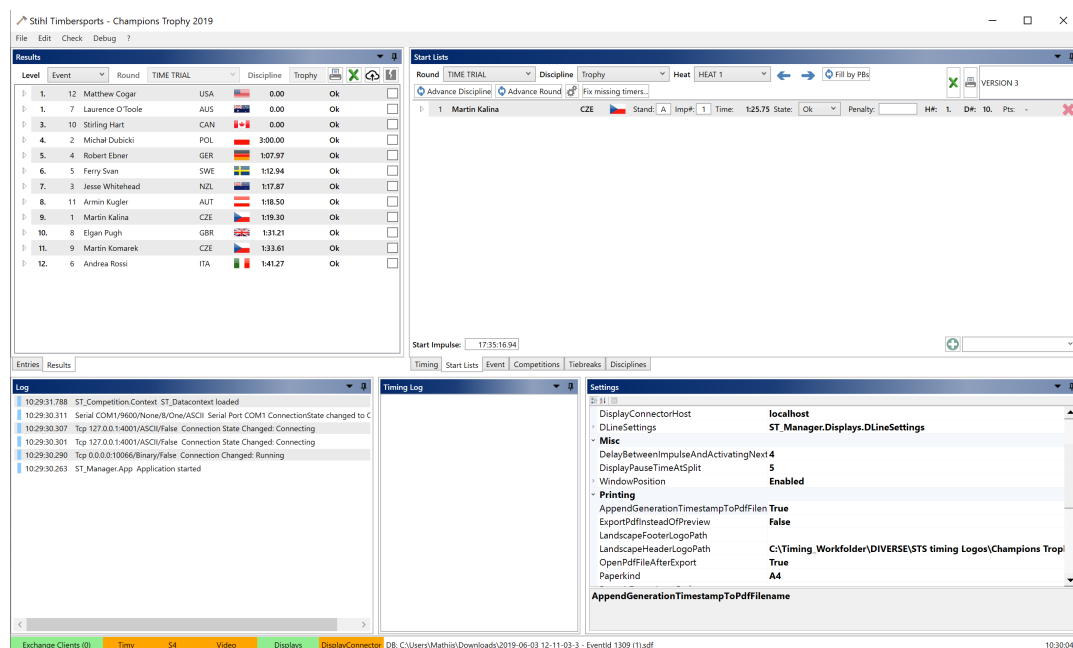 Stihl Timbersports - Champions Trophy 2019
File Edit Check Debug ?
Results
Level Event Round TIME TRIAL Discipline Trophy
1. 12 Matthew Cogar USA 0.00 Ok
1. 7 Laurence O'Toole AUS 0.00 Ok
3. 10 Stirling Hart CAN 0.00 Ok
4. 2 Michał Dubicki POL 3:00.00 Ok
5. 4 Robert Ebner GER 1:07.97 Ok
6. 5 Ferry Svan SWE 1:12.94 Ok
7. 3 Jesse Whitehead NZL 1:17.87 Ok
8. 11 Armin Kugler AUT 1:18.50 Ok
9. 1 Martin Kalina CZE 1:19.30 Ok
10. 8 Elgan Pugh GBR 1:31.21 Ok
11. 9 Martin Komarek CZE 1:33.61 Ok
12. 6 Andrea Rossi ITA 1:41.27 Ok
Entries Results
Start Lists
Round TIME TRIAL Discipline Trophy Heat HEAT 1 Fill by PBs
VERSION 3
Advance Discipline Advance Round Fix missing timers..
1 Martin Kalina CZE Stand: A Imp#: 1 Time: 1:25.75 State: Ok Penalty: H#: 1. D#: 10. Pts: -
Start Impulse: 17:35:16.94
Timing Start Lists Event Competitions Tiebreaks Disciplines
Log
10:29:31.788 ST_Competition.Context ST_Datacontext loaded
10:29:30.311 Serial COM1/9600/None/8/One/ASCII Serial Port COM1 ConnectionState changed to C
10:29:30.307 Tcp 127.0.0.1:4001/ASCII/False Connection State Changed: Connecting
10:29:30.301 Tcp 127.0.0.1:4001/ASCII/False Connection State Changed: Connecting
10:29:30.290 Tcp 0.0.0.0:10066/Binary/False Connection Changed: Running
10:29:30.263 ST_Manager.App Application started
Timing Log
Settings
DisplayConnectorHost localhost
DLineSettings ST_Manager.Displays.DLineSettings
Misc
DelayBetweenImpulseAndActivatingNext 4
DisplayPauseTimeAtSplit 5
WindowPosition Enabled
Printing
AppendGenerationTimestampToPdfFilen True
ExportPdfInsteadOfPreview False
LandscapeFooterLogoPath
LandscapeHeaderLogoPath C:\Timing_Workfolder\DIVERSE\STS timing Logos\Champions Trop
OpenPdfFileAfterExport True
Paperkind A4
AppendGenerationTimestampToPdfFilename
Exchange Clients (0) Timy S4 Video Displays DisplayConnector DB: C:\Users\Mathijs\Downloads\2019-06-03 12-11-03-3 - EventId 1309 (1).sdf 10:30:04